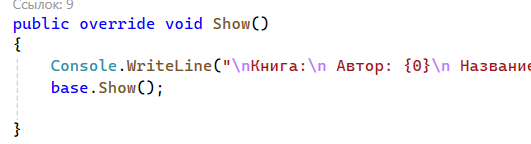 Ссылок: 9
public override void Show()
{
Console.WriteLine("\nКнига:\n Автор: {0}\n Название
base.Show();
}